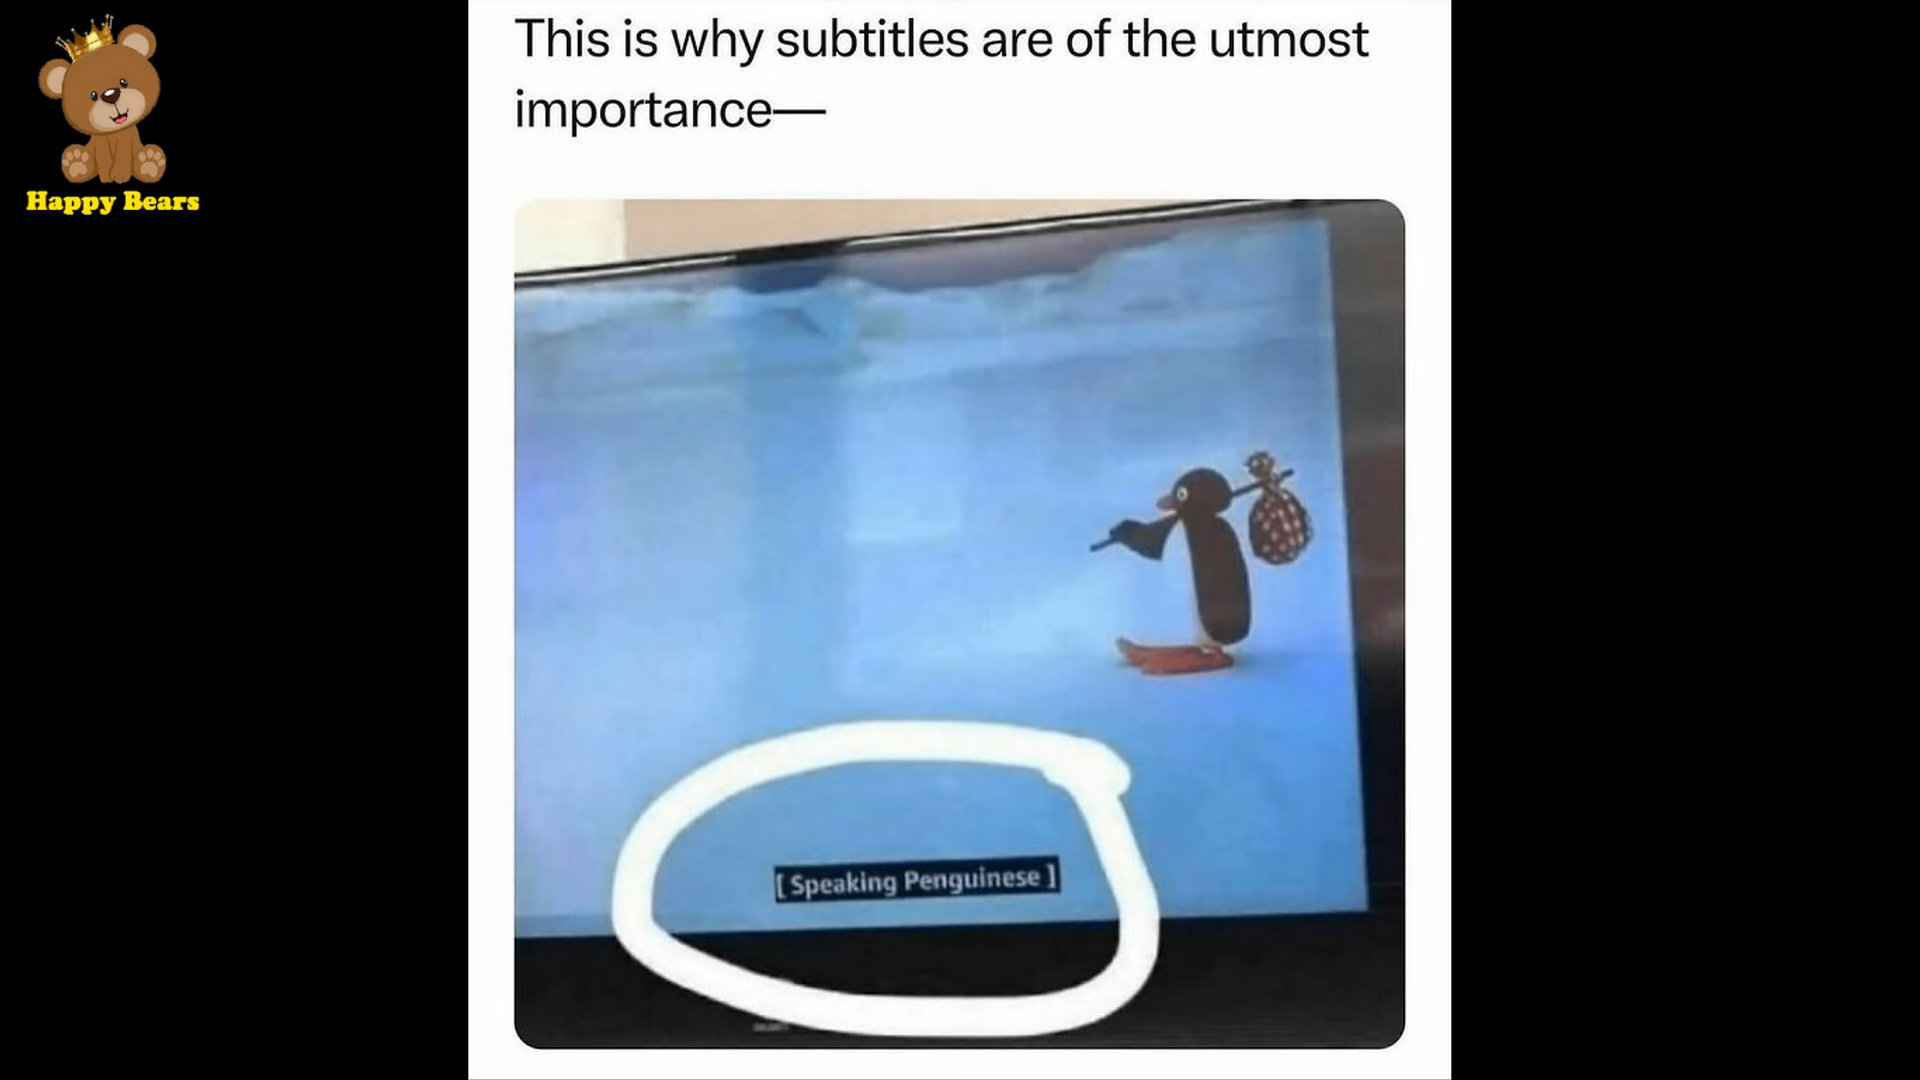 Happy Bears
This is why subtitles are of the utmost
importance—
[ Speaking Penguinese ]